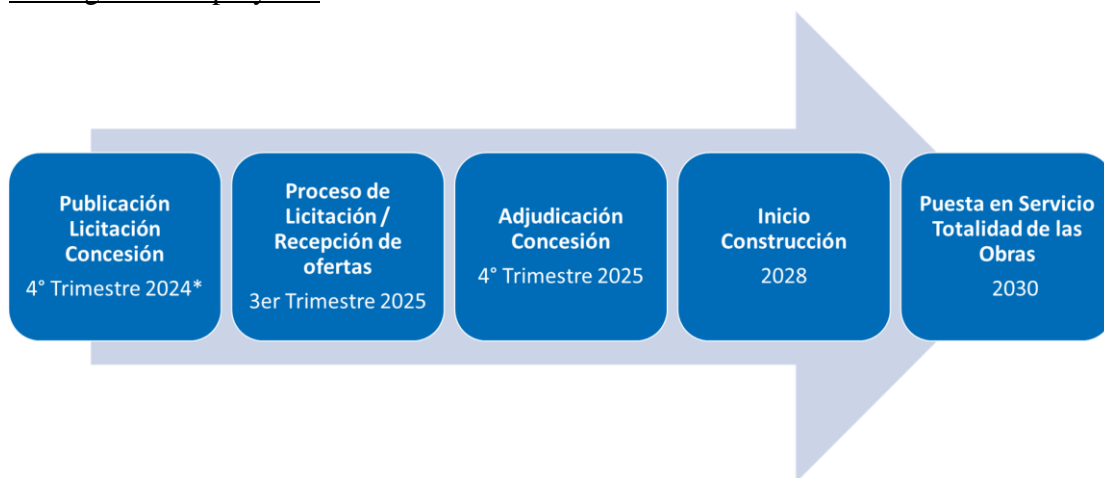 Publicación
Licitación
Concesión
4° Trimestre 2024*
Proceso de
Licitación /
Recepción de
ofertas
3er Trimestre 2025
Adjudicación
Concesión
4° Trimestre 2025
Inicio
Construcción
2028
Puesta en Servicio
Totalidad de las
Obras
2030